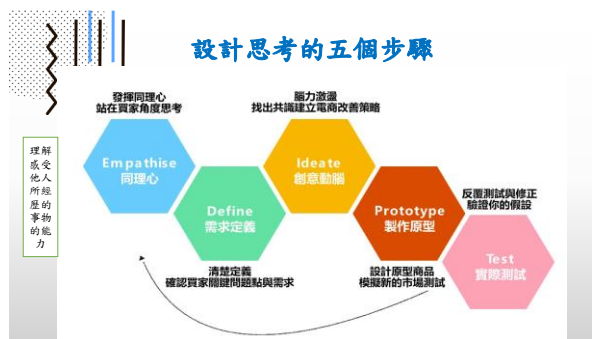 設計思考的五個步驟
發揮同理心
站在買家角度思考
腦力激盪
找出共識建立電商改善策略
Empathise
同理心
Ideate
創意動腦
理解
感受
他人
所經
歷的
事物
的能
力
Define
需求定義
Prototype
製作原型
反覆測試與修正
驗證你的假設
Test
實際測試
清楚定義
確認買家關鍵問題點與需求
設計原型商品
模擬新的市場測試